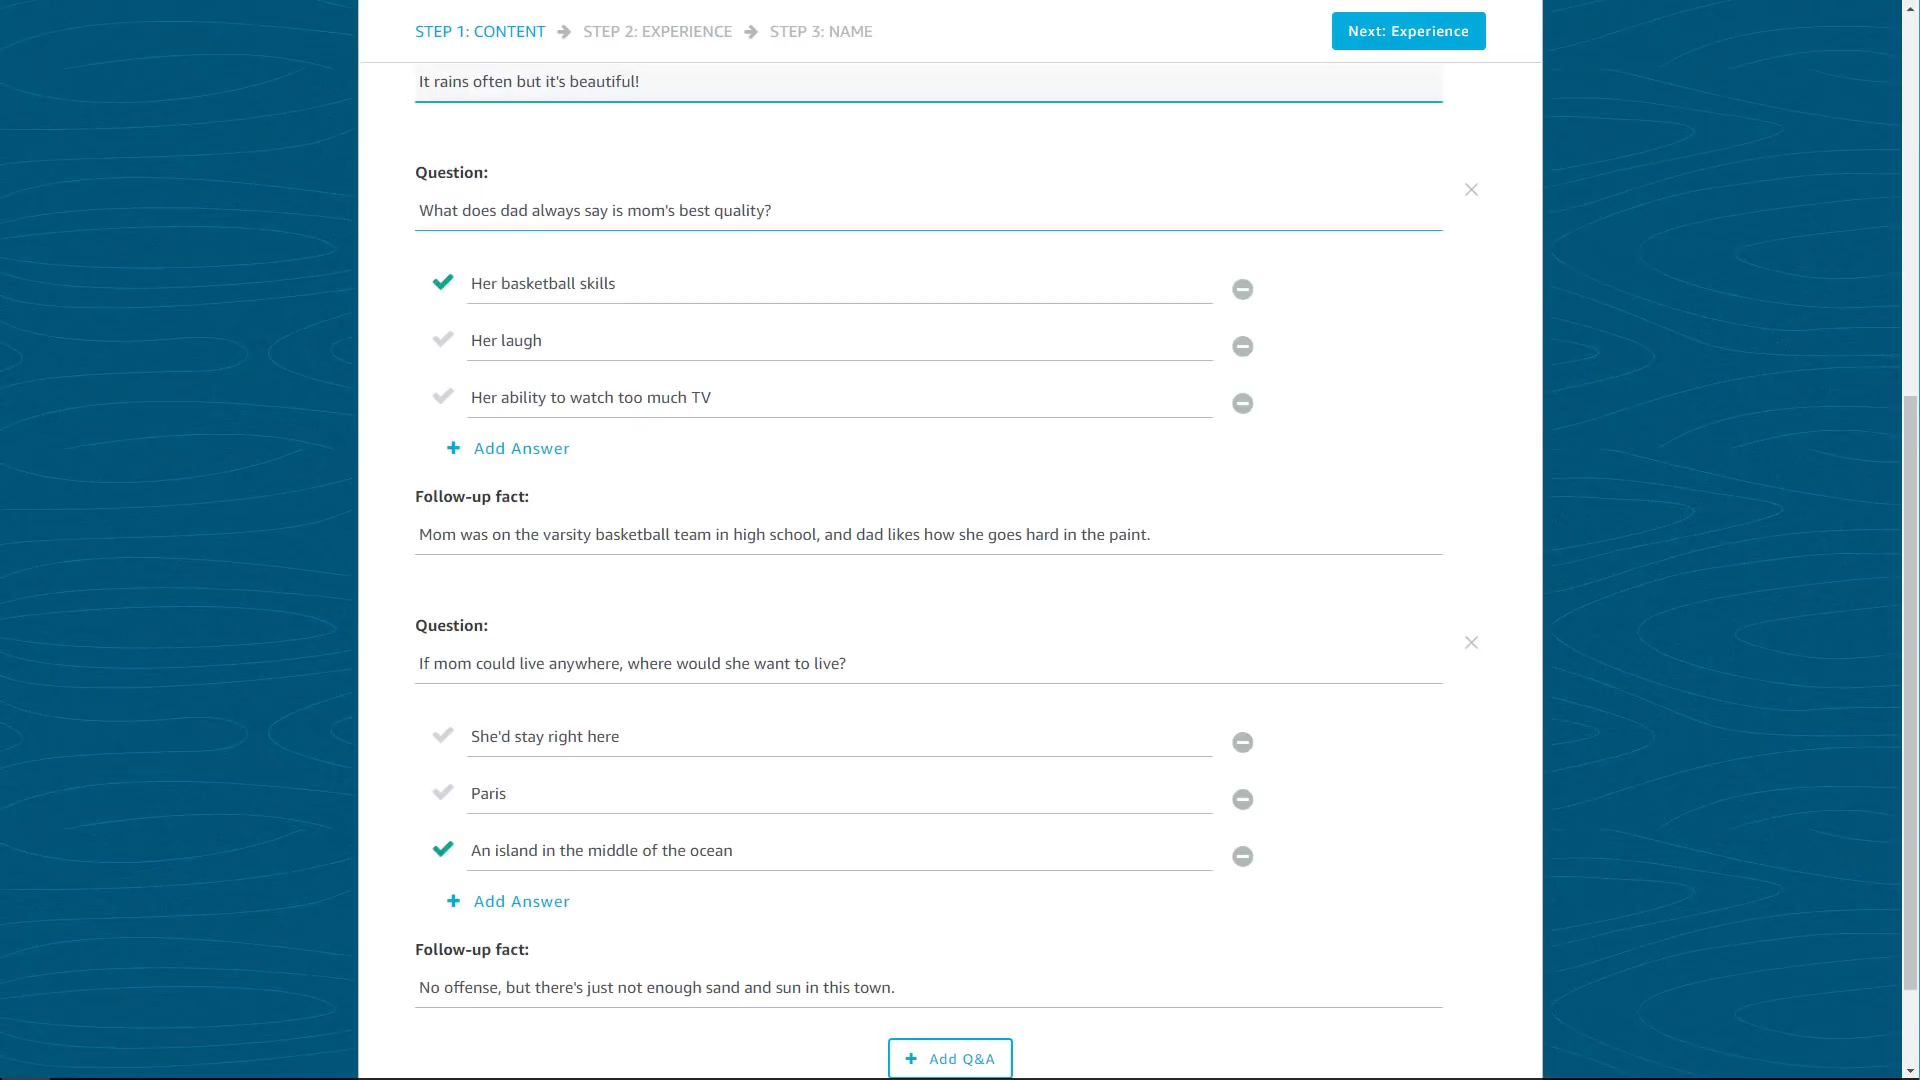 STEP 1: CONTENT STEP 2: EXPERIENCE STEP 3: NAME Next: Experience
It rains often but it's beautiful!
Question:
What does dad always say is mom's best quality?
Her basketball skills
Her laugh
Her ability to watch too much TV
Add Answer
Follow-up fact:
Mom was on the varsity basketball team in high school, and dad likes how she goes hard in the paint.
Question:
If mom could live anywhere, where would she want to live?
She'd stay right here
Paris
An island in the middle of the ocean
Add Answer
Follow-up fact:
No offense, but there's just not enough sand and sun in this town.
Add Q&A